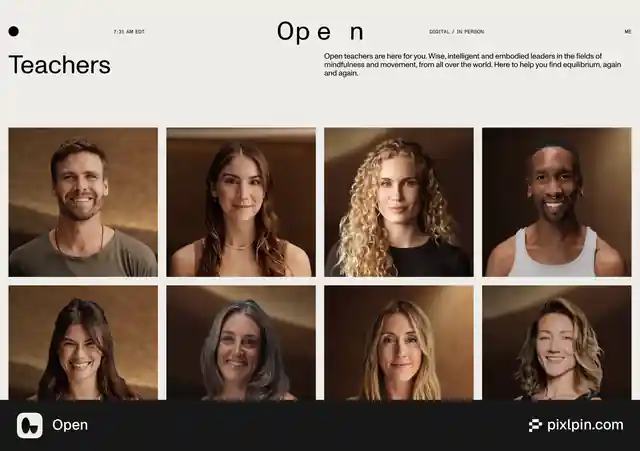 7:31 AM EDT
Open
DIGITAL / IN PERSON
ME
Teachers
Open teachers are here for you. Wise, intelligent and embodied leaders in the fields of
mindfulness and movement, from all over the world. Here to help you find equilibrium, again
and again.
Open
pixlpin.com